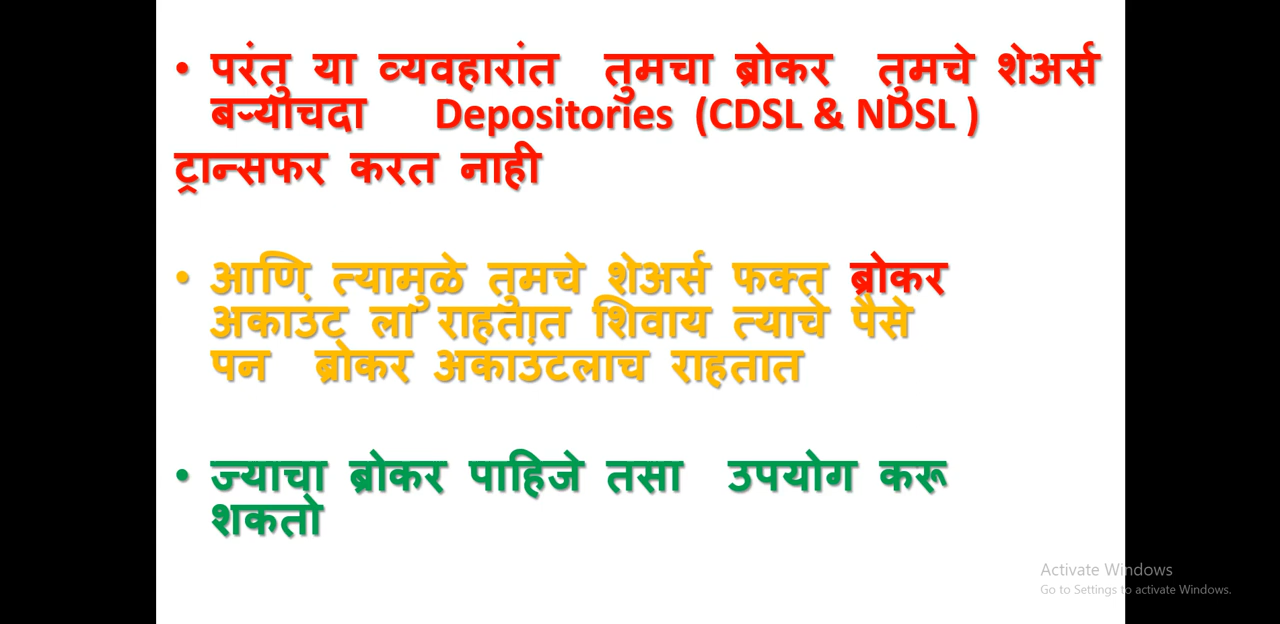 • परंतु या व्यवहारांत तुमचा ब्रोकर तुमचे शेअर्स
बऱ्याचदा Depositories (CDSL & NDSL )
ट्रान्सफर करत नाही
• आणि त्यामुळे तुमचे शेअर्स फक्त ब्रोकर
अकाउंट ला राहतात शिवाय त्याचे पैसे
पन ब्रोकर अकाउंटलाच राहतात
• ज्याचा ब्रोकर पाहिजे तसा उपयोग करू
शकतो
Activate Windows
Go to Settings to activate Windows.